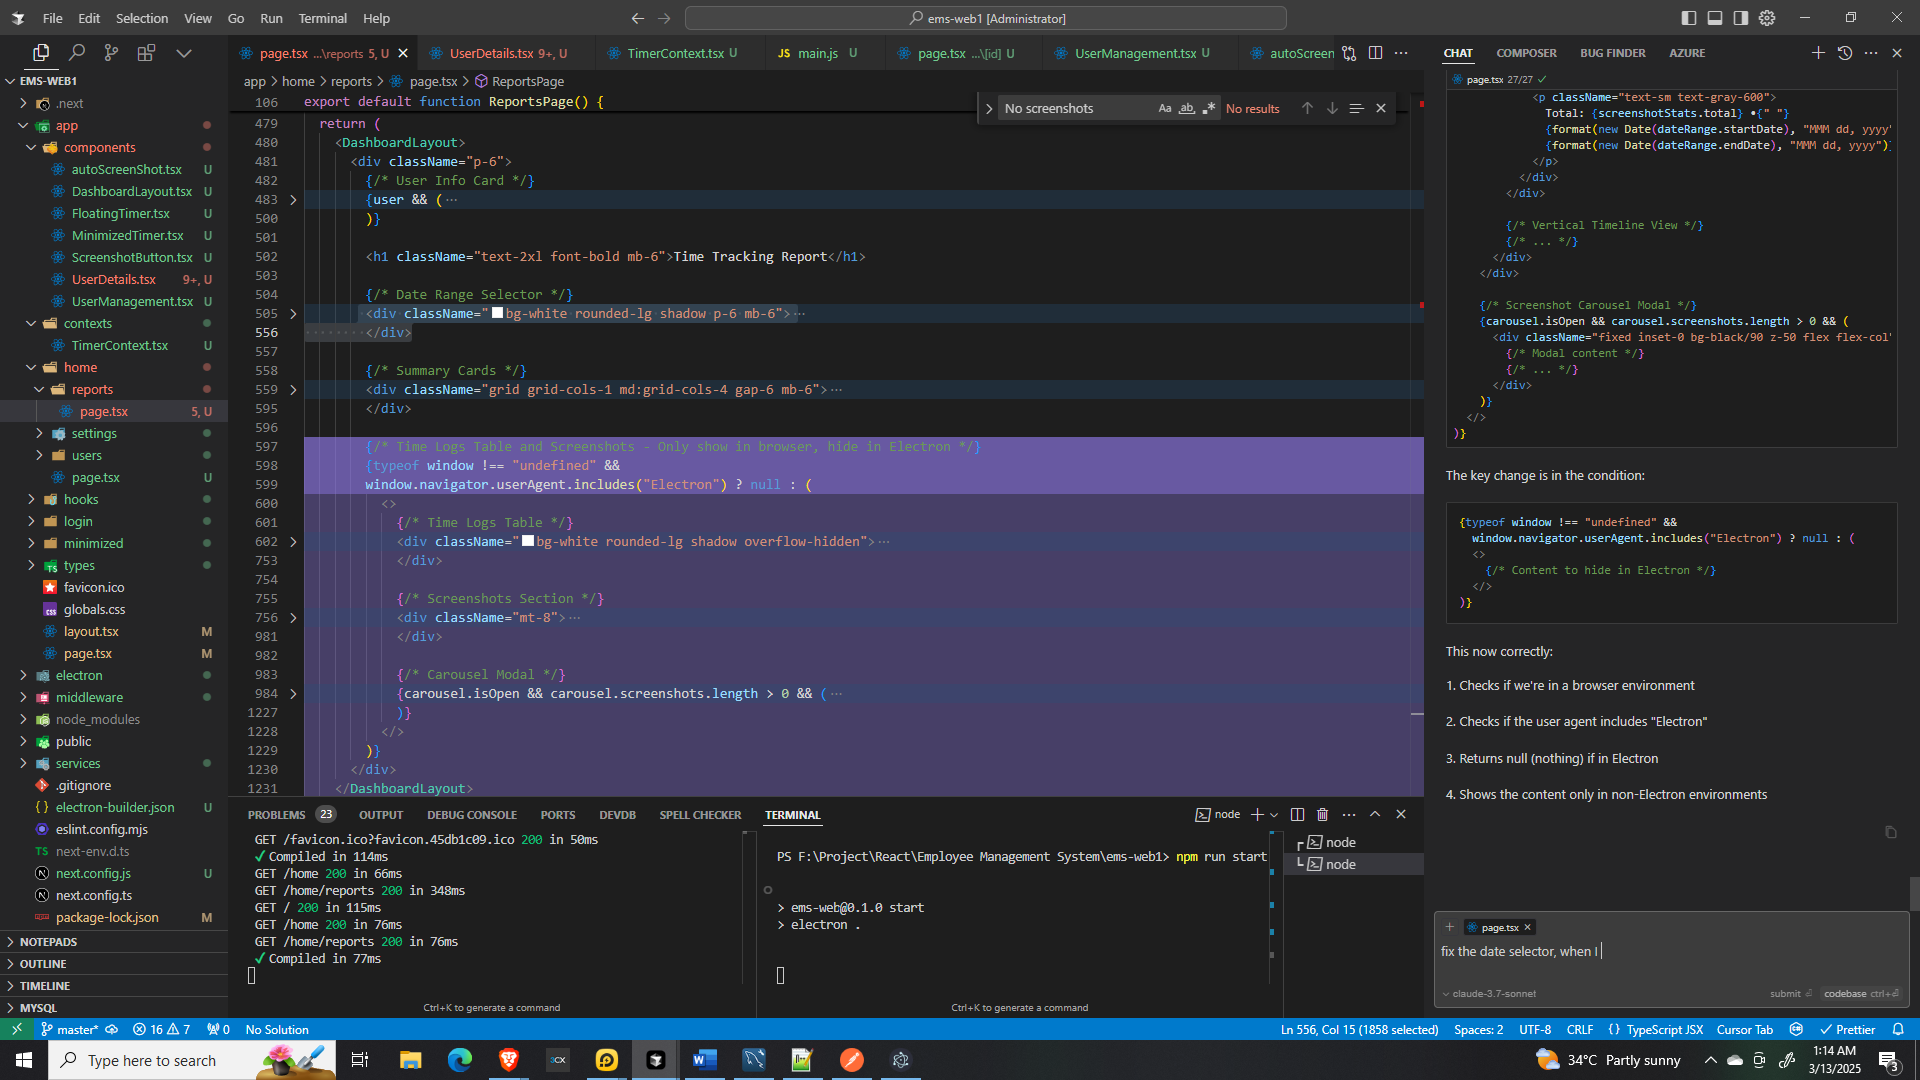 File Edit Selection View Go Run Terminal Help
ems-web1 [Administrator]
EMS-WEB1
.next
app
components
autoScreenShot.tsx U
DashboardLayout.tsx U
FloatingTimer.tsx U
MinimizedTimer.tsx U
ScreenshotButton.tsx U
UserDetails.tsx 9+, U
UserManagement.tsx U
contexts
TimerContext.tsx U
home
reports
page.tsx 5, U
settings
users
page.tsx U
hooks
login
minimized
types
favicon.ico
globals.css
layout.tsx M
page.tsx M
electron
middleware
node_modules
public
services
.gitignore
electron-builder.json U
eslint.config.mjs
next-env.d.ts
next.config.js U
next.config.ts
package-lock.json M
NOTEPADS
OUTLINE
TIMELINE
MYSQL
page.tsx ...\reports 5, U
UserDetails.tsx 9+, U
TimerContext.tsx U
JS main.js U
page.tsx ...\[id] U
UserManagement.tsx U
autoScreen
app > home > reports > page.tsx > ReportsPage
No screenshots Aa ab No results
106 export default function ReportsPage() {
479 return (
480 <DashboardLayout>
481 <div className="p-6">
482 {/* User Info Card */}
483 {user && ( ...
500 )}
501
502 <h1 className="text-2xl font-bold mb-6">Time Tracking Report</h1>
503
504 {/* Date Range Selector */}
505 <div className="bg-white rounded-lg shadow p-6 mb-6"> ...
556 </div>
557
558 {/* Summary Cards */}
559 <div className="grid grid-cols-1 md:grid-cols-4 gap-6 mb-6"> ...
595 </div>
596
597 {/* Time Logs Table and Screenshots - Only show in browser, hide in Electron */}
598 {typeof window !== "undefined" &&
599 window.navigator.userAgent.includes("Electron") ? null : (
600 <>
601 {/* Time Logs Table */}
602 <div className="bg-white rounded-lg shadow overflow-hidden"> ...
753 </div>
754
755 {/* Screenshots Section */}
756 <div className="mt-8"> ...
981 </div>
982
983 {/* Carousel Modal */}
984 {carousel.isOpen && carousel.screenshots.length > 0 && ( ...
1227 )}
1228 </>
1229 )}
1230 </div>
1231 </DashboardLayout>
PROBLEMS 23 OUTPUT DEBUG CONSOLE PORTS DEVDB SPELL CHECKER TERMINAL
node
GET /favicon.ico?favicon.45db1c09.ico 200 in 50ms
✓ Compiled in 114ms
GET /home 200 in 66ms
GET /home/reports 200 in 348ms
GET / 200 in 115ms
GET /home 200 in 76ms
GET /home/reports 200 in 76ms
✓ Compiled in 77ms
Ctrl+K to generate a command
PS F:\Project\React\Employee Management System\ems-web1> npm run start
> ems-web@0.1.0 start
> electron .
Ctrl+K to generate a command
node
node
CHAT COMPOSER BUG FINDER AZURE
page.tsx 27/27 ✓
<p className="text-sm text-gray-600">
Total: {screenshotStats.total} •{" "}
{format(new Date(dateRange.startDate), "MMM dd, yyyy"
{format(new Date(dateRange.endDate), "MMM dd, yyyy")}
</p>
</div>
</div>
{/* Vertical Timeline View */}
{/* ... */}
</div>
</div>
{/* Screenshot Carousel Modal */}
{carousel.isOpen && carousel.screenshots.length > 0 && (
<div className="fixed inset-0 bg-black/90 z-50 flex flex-col"
{/* Modal content */}
{/* ... */}
</div>
)}
</>
)}
The key change is in the condition:
{typeof window !== "undefined" &&
window.navigator.userAgent.includes("Electron") ? null : (
<>
{/* Content to hide in Electron */}
</>
)}
This now correctly:
1. Checks if we're in a browser environment
2. Checks if the user agent includes "Electron"
3. Returns null (nothing) if in Electron
4. Shows the content only in non-Electron environments
page.tsx ×
fix the date selector, when I
claude-3.7-sonnet submit codebase ctrl+
master* 16 7 0 No Solution
Ln 556, Col 15 (1858 selected) Spaces: 2 UTF-8 CRLF {} TypeScript JSX Cursor Tab Prettier
Type here to search
34°C Partly sunny
1:14 AM
3/13/2025
3